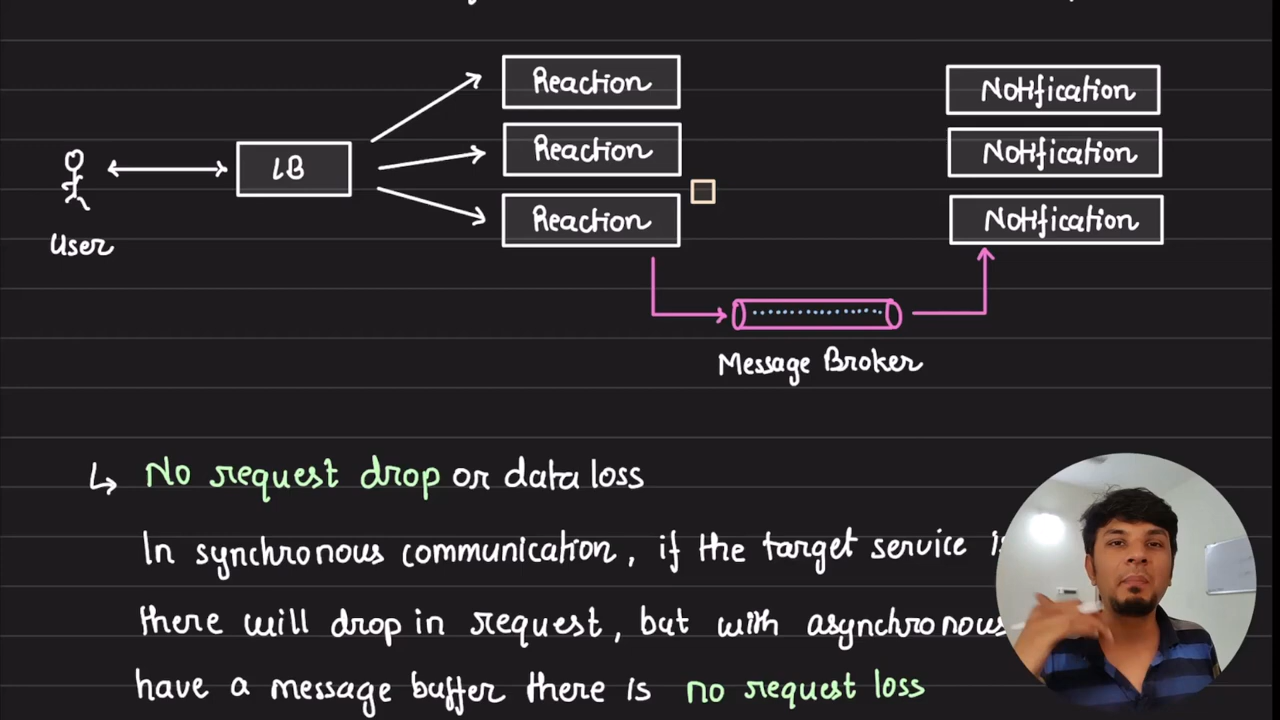 Reaction
Notification
Reaction
Notification
LB
Reaction
Notification
User
Message Broker
↳ No request drop or data loss
In synchronous communication, if the target service
there will drop in request, but with asynchronous
have a message buffer there is no request loss